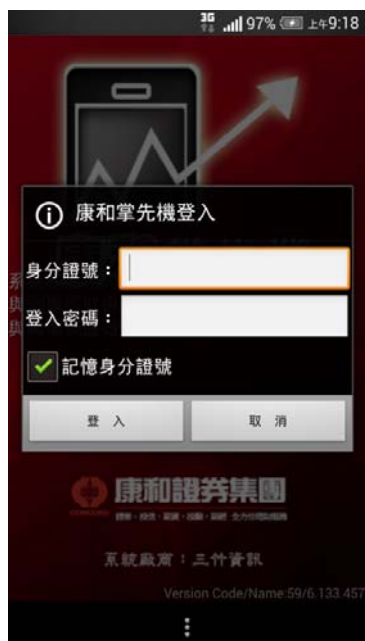 3G 97% 上午9:18
康和掌先機登入
身分證號：
登入密碼：
記憶身分證號
登 入
取 消
康和證券集團
系統廠商：三竹資訊
Version Code/Name:59/6.133.457